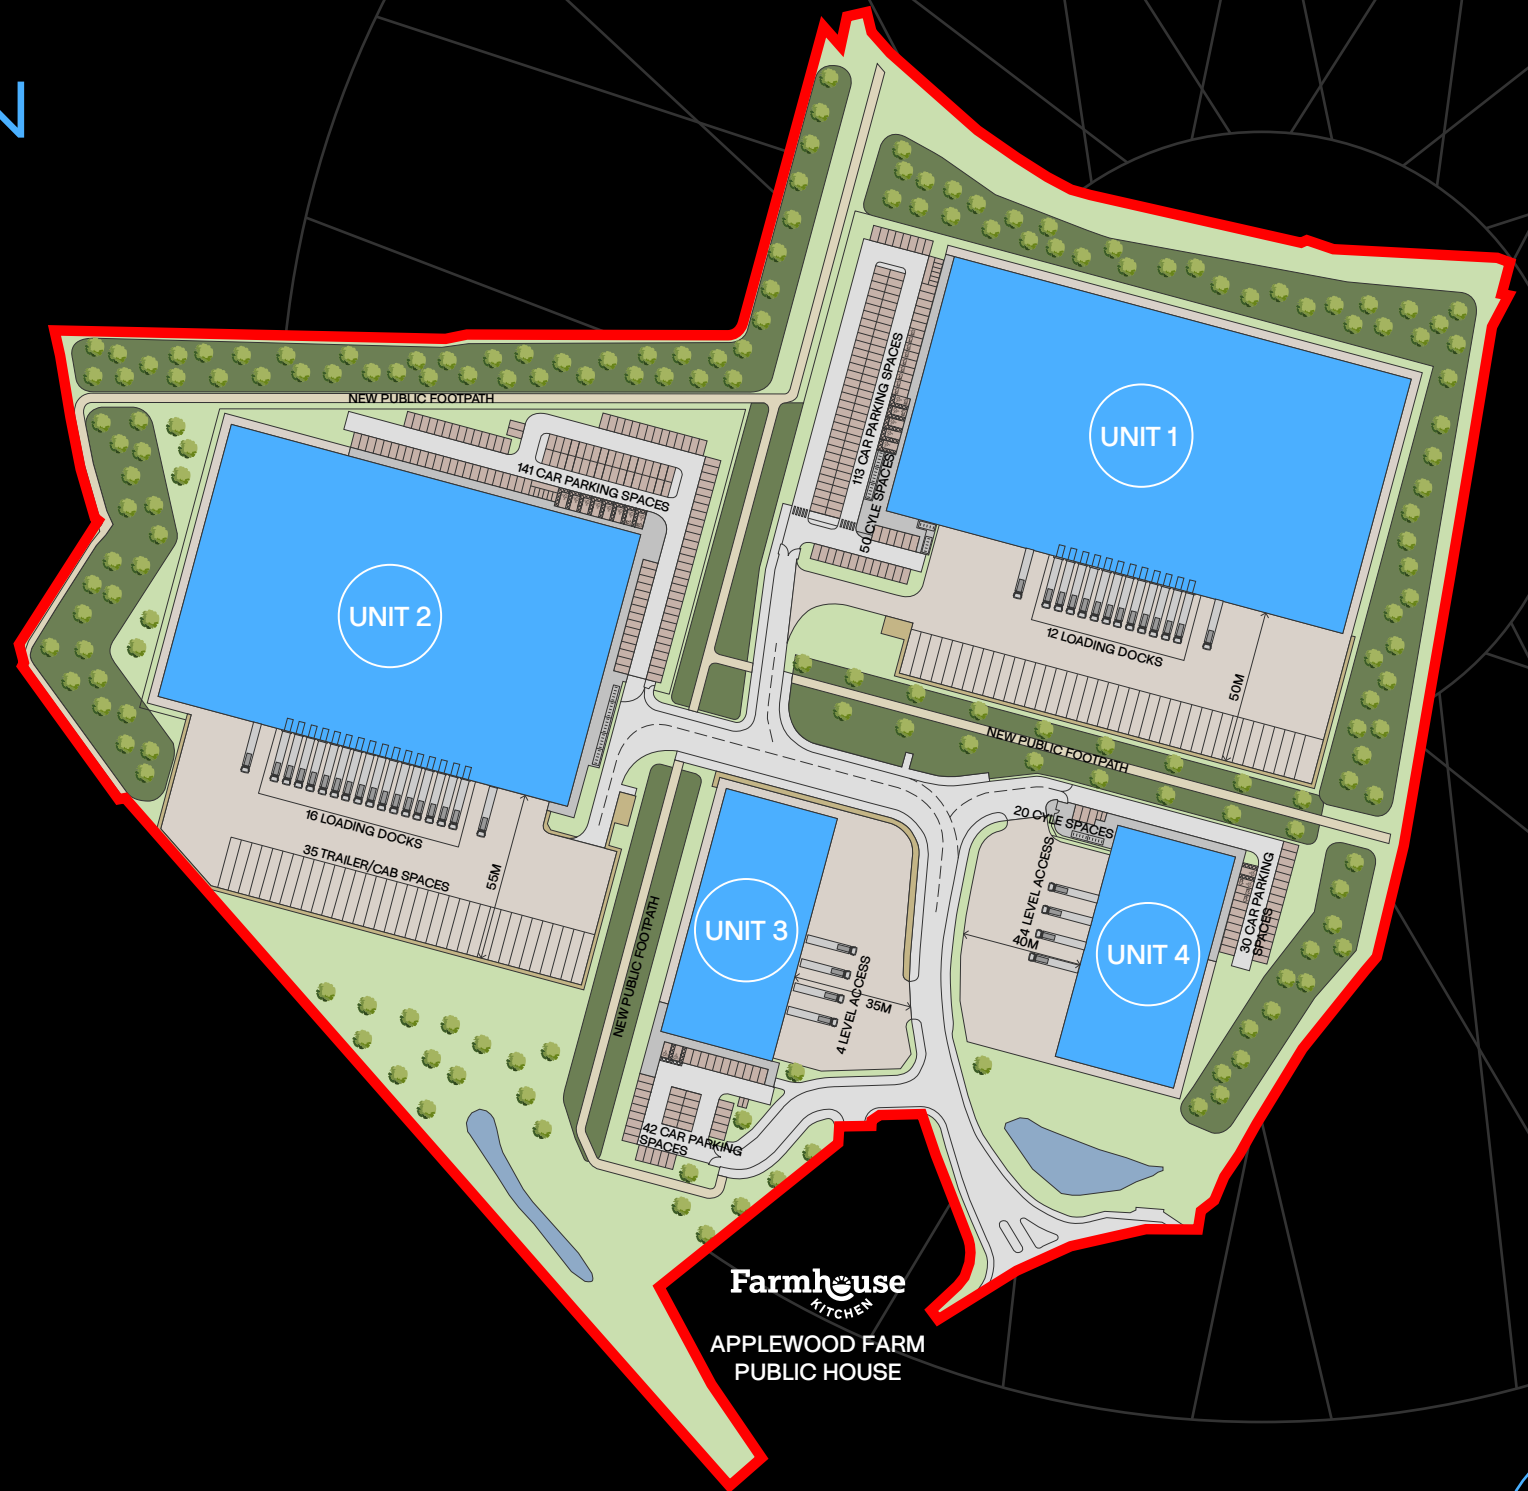 N
UNIT 1
113 CAR PARKING SPACES
50 CYLE SPACES
12 LOADING DOCKS
50M
NEW PUBLIC FOOTPATH
141 CAR PARKING SPACES
UNIT 2
16 LOADING DOCKS
35 TRAILER/CAB SPACES
55M
NEW PUBLIC FOOTPATH
20 CYLE SPACES
4 LEVEL ACCESS
40M
UNIT 4
30 CAR PARKING
SPACES
UNIT 3
4 LEVEL ACCESS
35M
NEW PUBLIC FOOTPATH
42 CAR PARKING
SPACES
Farmhouse
KITCHEN
APPLEWOOD FARM
PUBLIC HOUSE